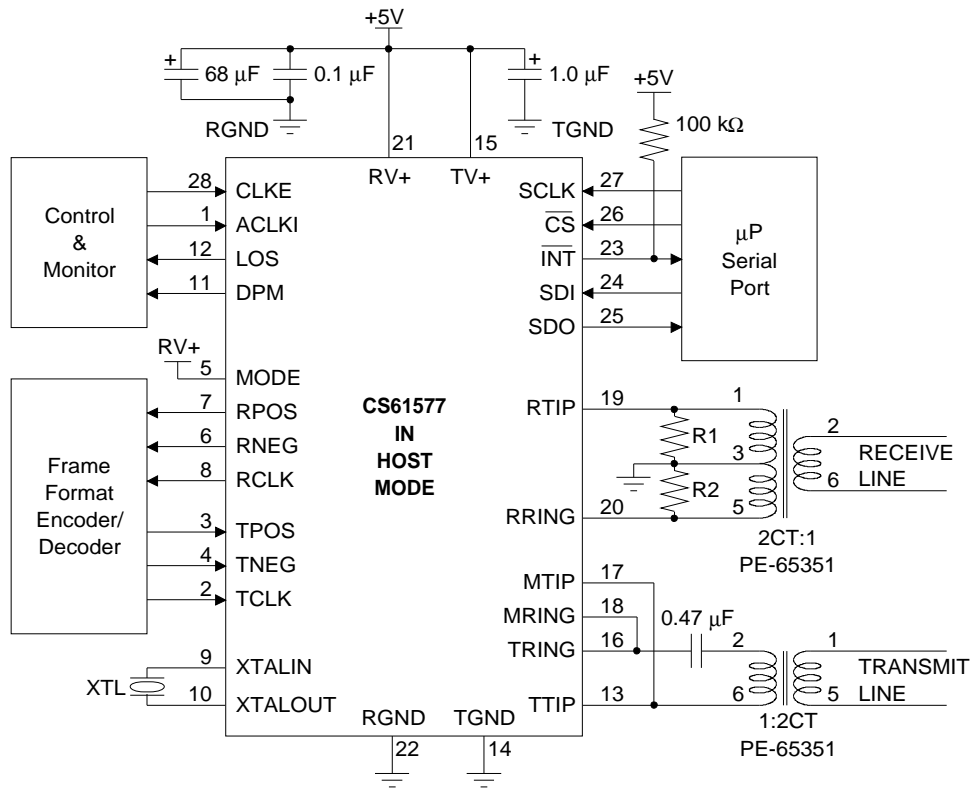 +5V
+
68 µF
0.1 µF
+
1.0 µF
+5V
RGND
TGND
100 kΩ
21
15
RV+
TV+
Control
&
Monitor
28
CLKE
1
ACLKI
12
LOS
11
DPM
RV+
5
MODE
SCLK
27
CS
26
INT
23
SDI
24
SDO
25
µP
Serial
Port
CS61577
IN
HOST
MODE
Frame
Format
Encoder/
Decoder
7
RPOS
6
RNEG
8
RCLK
3
TPOS
4
TNEG
2
TCLK
RTIP
19
R1
R2
RRING
20
1
3
5
2
6
RECEIVE
LINE
2CT:1
PE-65351
MTIP
17
MRING
18
TRING
16
0.47 µF
TTIP
13
2
6
1
5
TRANSMIT
LINE
1:2CT
PE-65351
XTL
9
XTALIN
10
XTALOUT
RGND
TGND
22
14